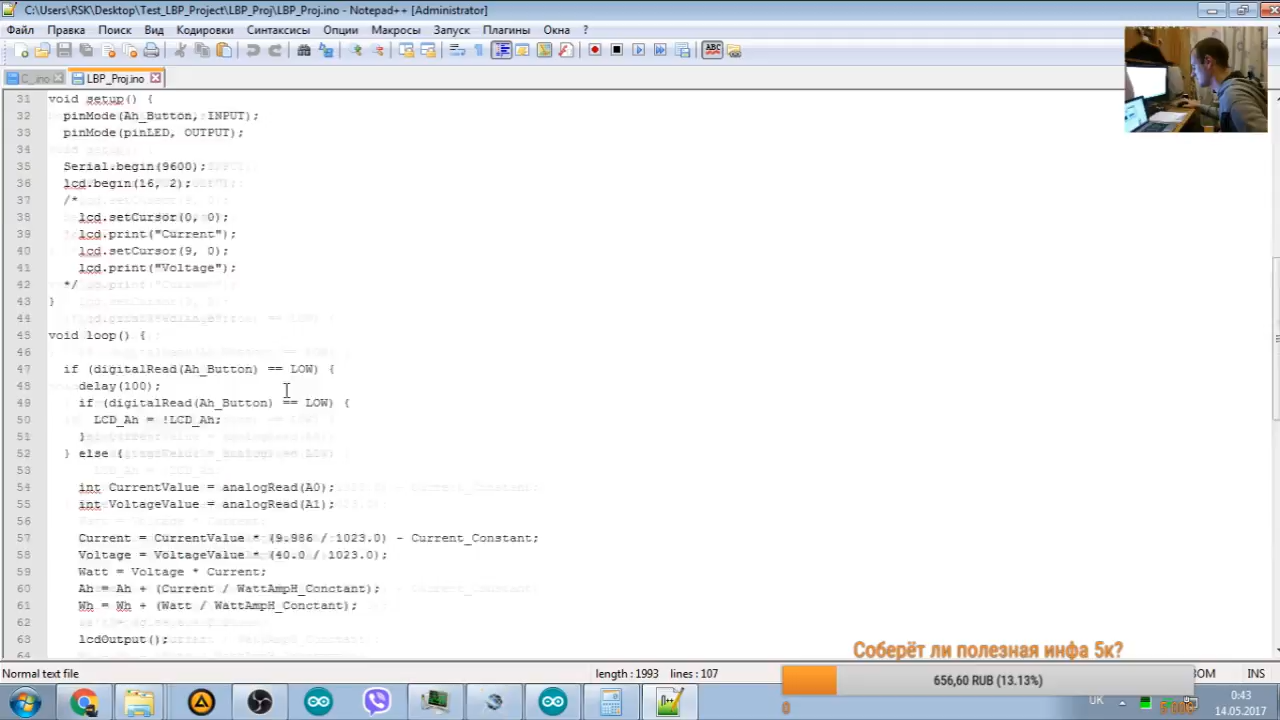 C:\Users\RSK\Desktop\Test_LBP_Project\LBP_Proj\LBP_Proj.ino - Notepad++ [Administrator]
Файл Правка Поиск Вид Кодировки Синтаксисы Опции Макросы Запуск Плагины Окна ?
C_.ino LBP_Proj.ino
31 void setup() {
32 pinMode(Ah_Button, INPUT);
33 pinMode(pinLED, OUTPUT);
34
35 Serial.begin(9600);
36 lcd.begin(16, 2);
37 /*
38 lcd.setCursor(0, 0);
39 lcd.print("Current");
40 lcd.setCursor(9, 0);
41 lcd.print("Voltage");
42 */
43 }
44
45 void loop() {
46
47 if (digitalRead(Ah_Button) == LOW) {
48 delay(100);
49 if (digitalRead(Ah_Button) == LOW) {
50 LCD_Ah = !LCD_Ah;
51 }
52 } else {
53
54 int CurrentValue = analogRead(A0);
55 int VoltageValue = analogRead(A1);
56
57 Current = CurrentValue * (9.986 / 1023.0) - Current_Constant;
58 Voltage = VoltageValue * (40.0 / 1023.0);
59 Watt = Voltage * Current;
60 Ah = Ah + (Current / WattAmpH_Conctant);
61 Wh = Wh + (Watt / WattAmpH_Conctant);
62
63 lcdOutput();
64
Соберёт ли полезная инфа 5к?
Normal text file length : 1993 lines : 107 INS
656,60 RUB (13.13%)
0
UK
0:43
14.05.2017